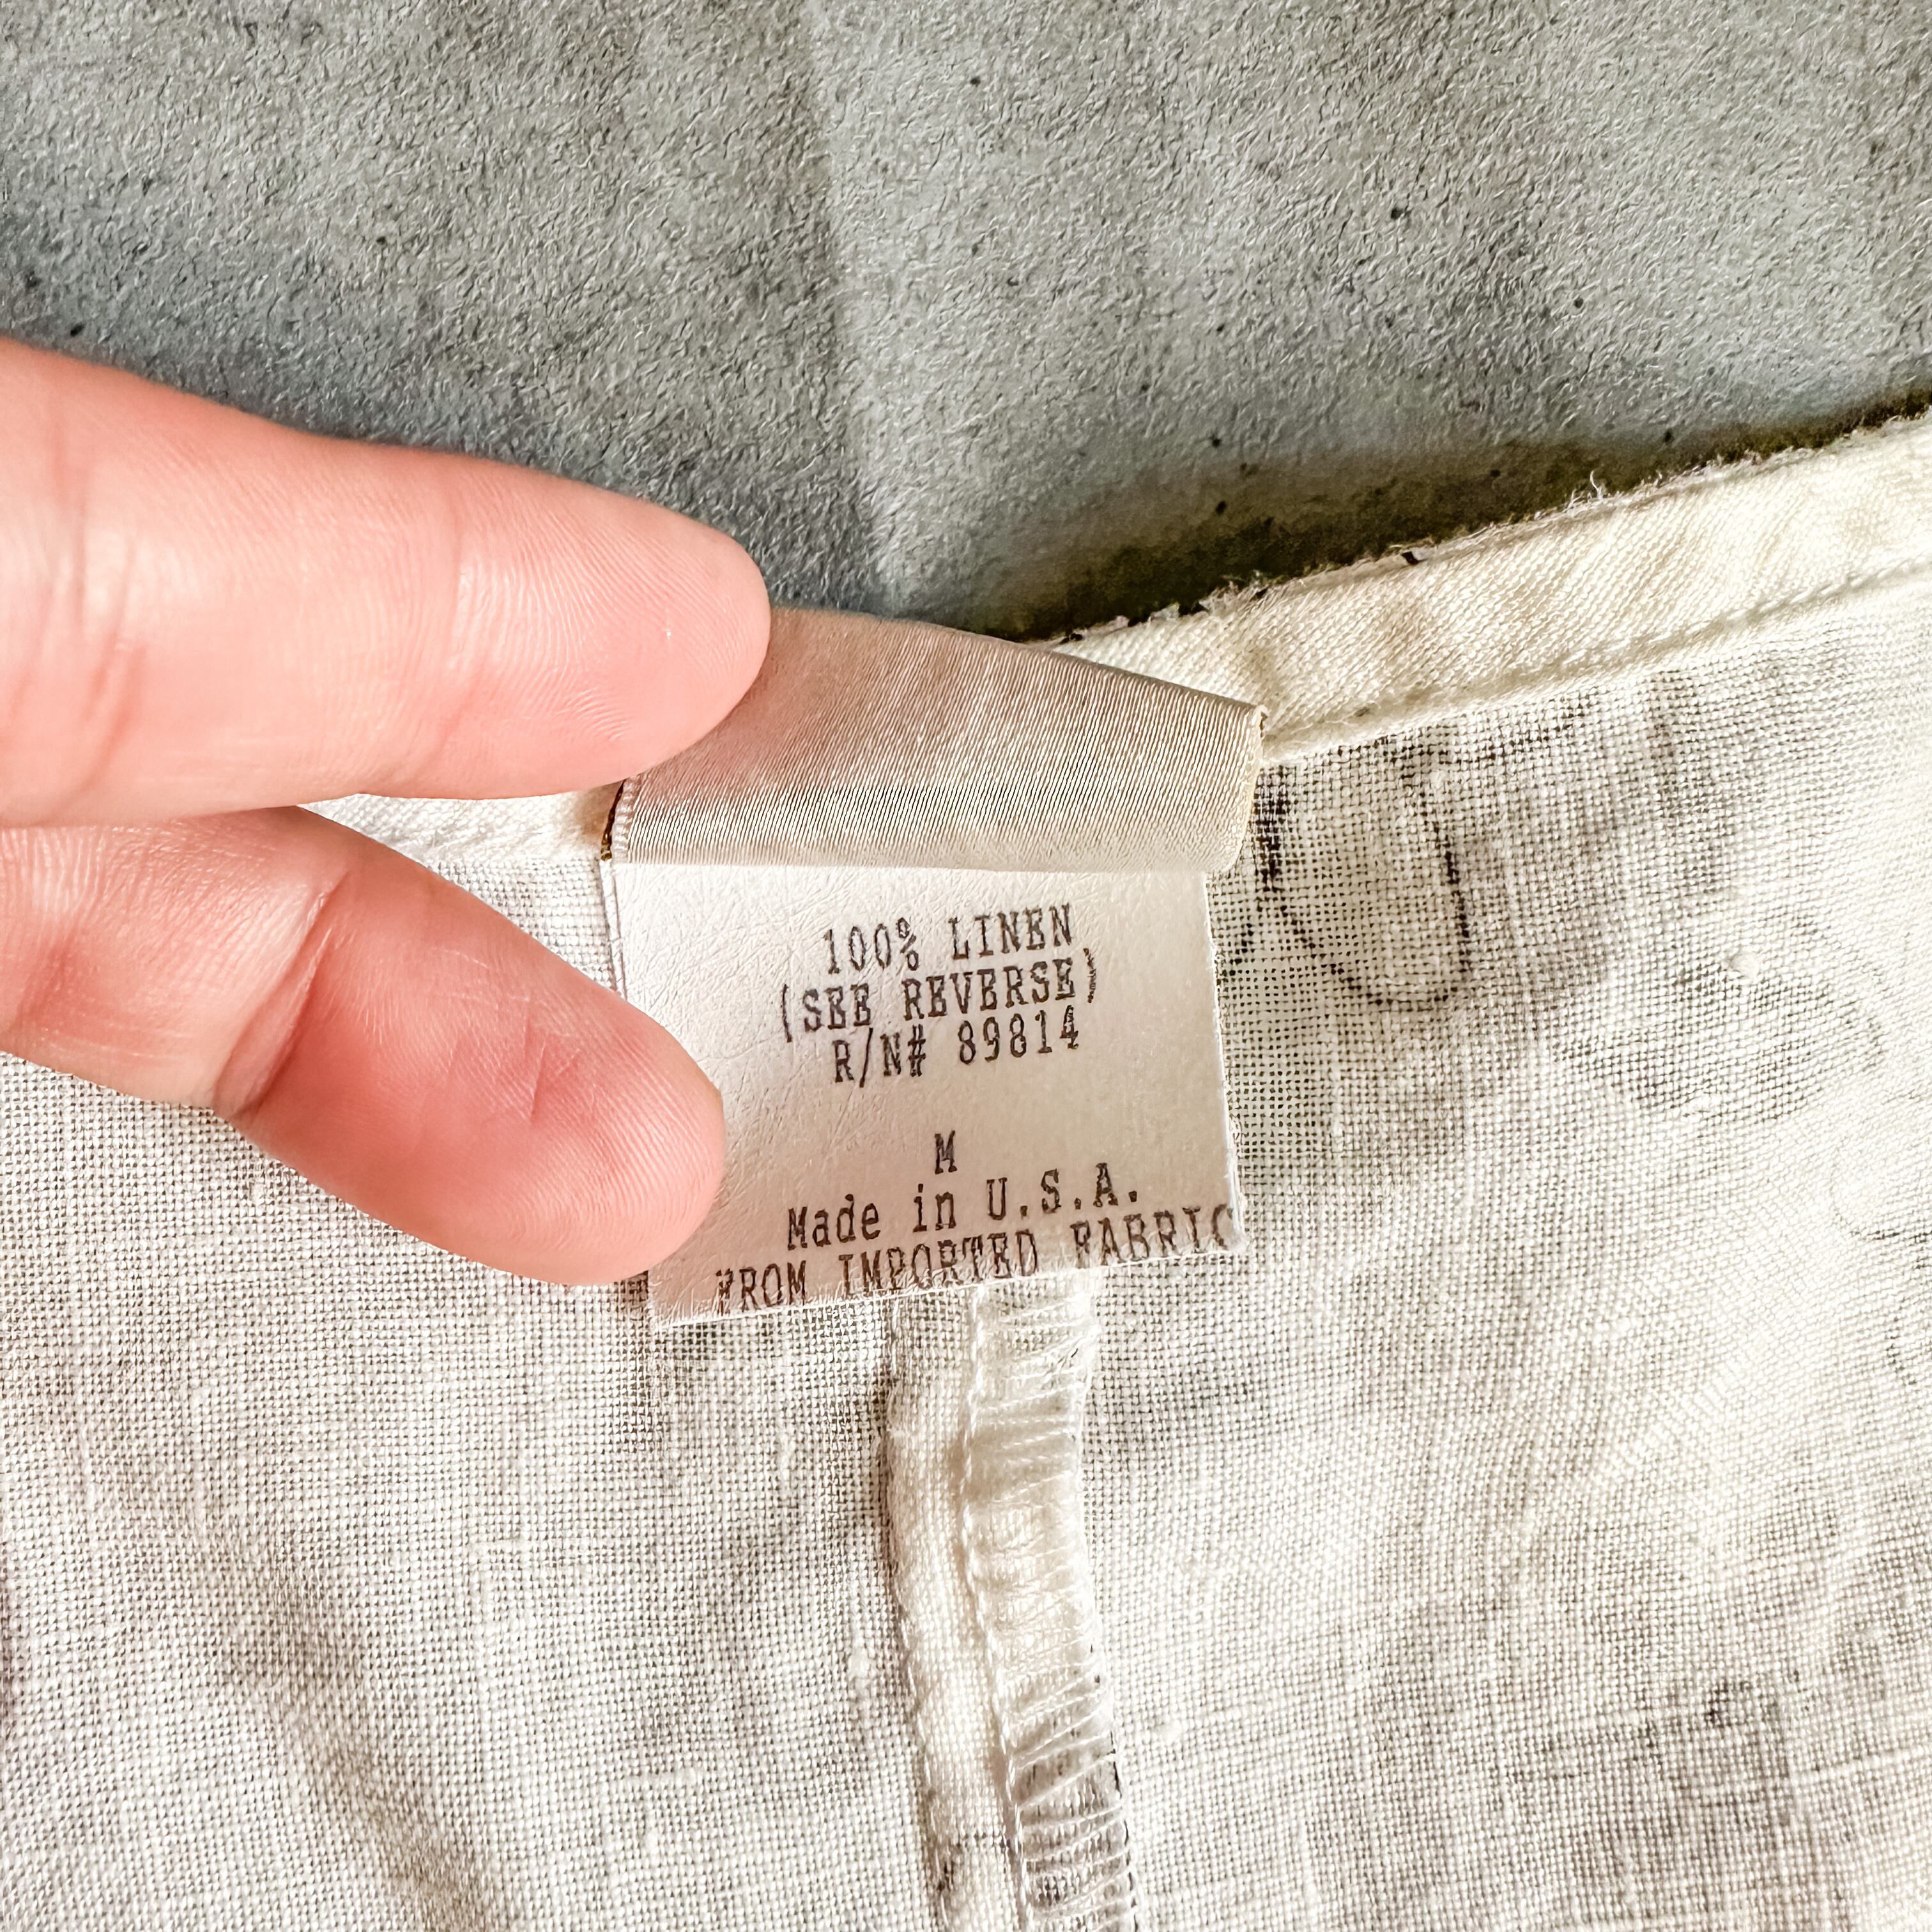 100% LINEN
(SEE REVERSE)
R/N# 89814
M
Made in U.S.A.
FROM IMPORTED FABRIC